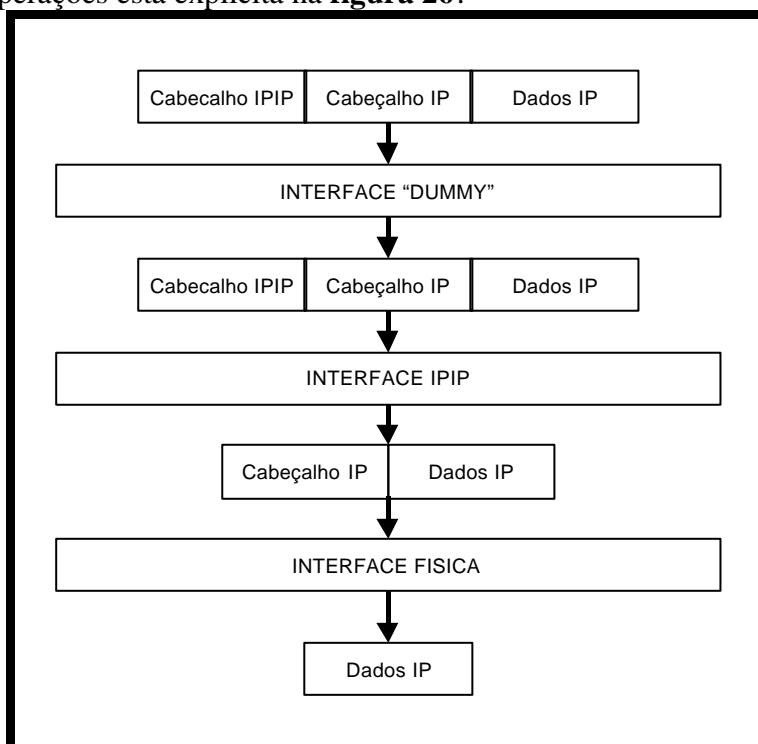 perações está explícita na figura 26.
Cabecalho IPIP Cabeçalho IP Dados IP
INTERFACE “DUMMY”
Cabecalho IPIP Cabeçalho IP Dados IP
INTERFACE IPIP
Cabeçalho IP Dados IP
INTERFACE FISICA
Dados IP